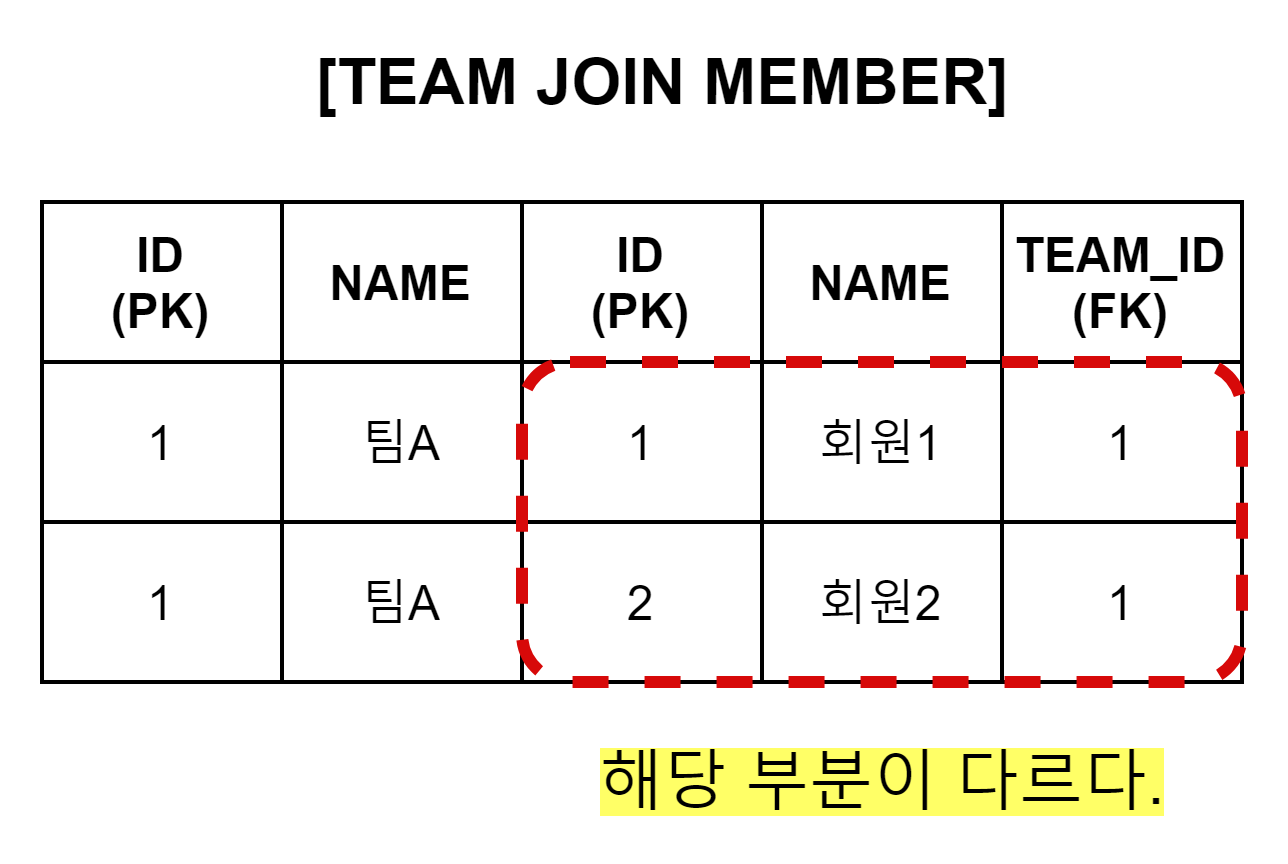 [TEAM JOIN MEMBER]
ID (PK) NAME ID (PK) NAME TEAM_ID (FK)
1 팀A 1 회원1 1
1 팀A 2 회원2 1
해당 부분이 다르다.